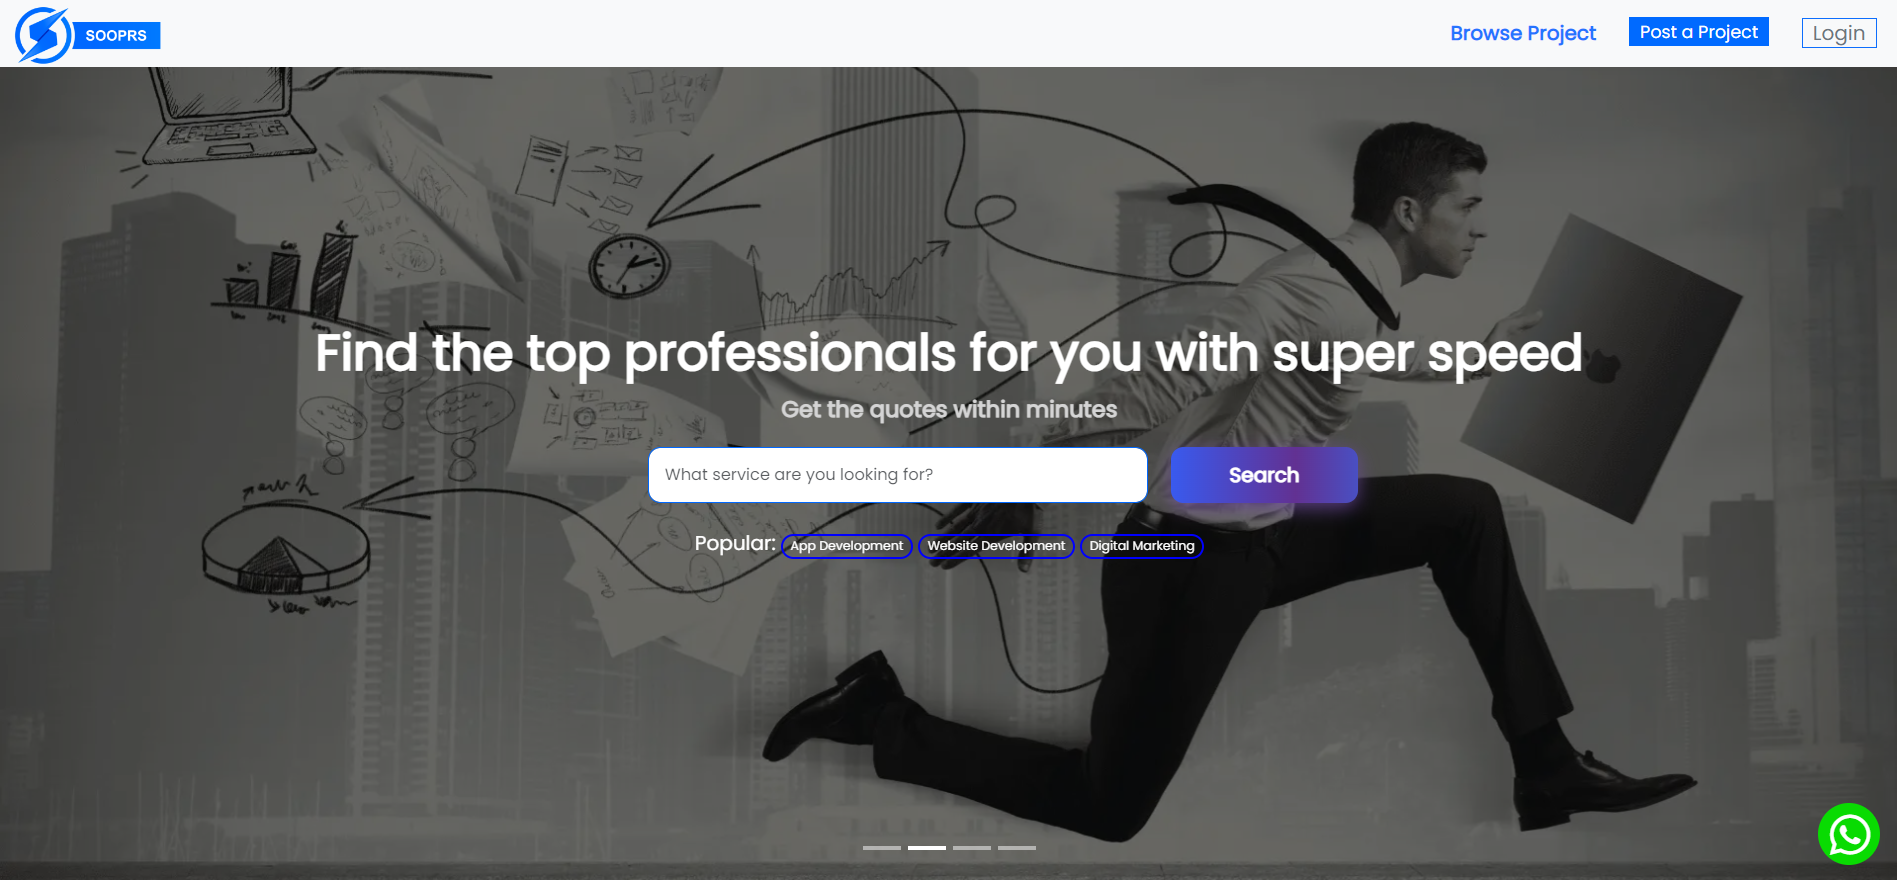 SOOPRS
Browse Project
Post a Project
Login
Find the top professionals for you with super speed
Get the quotes within minutes
What service are you looking for?
Search
Popular: App Development Website Development Digital Marketing